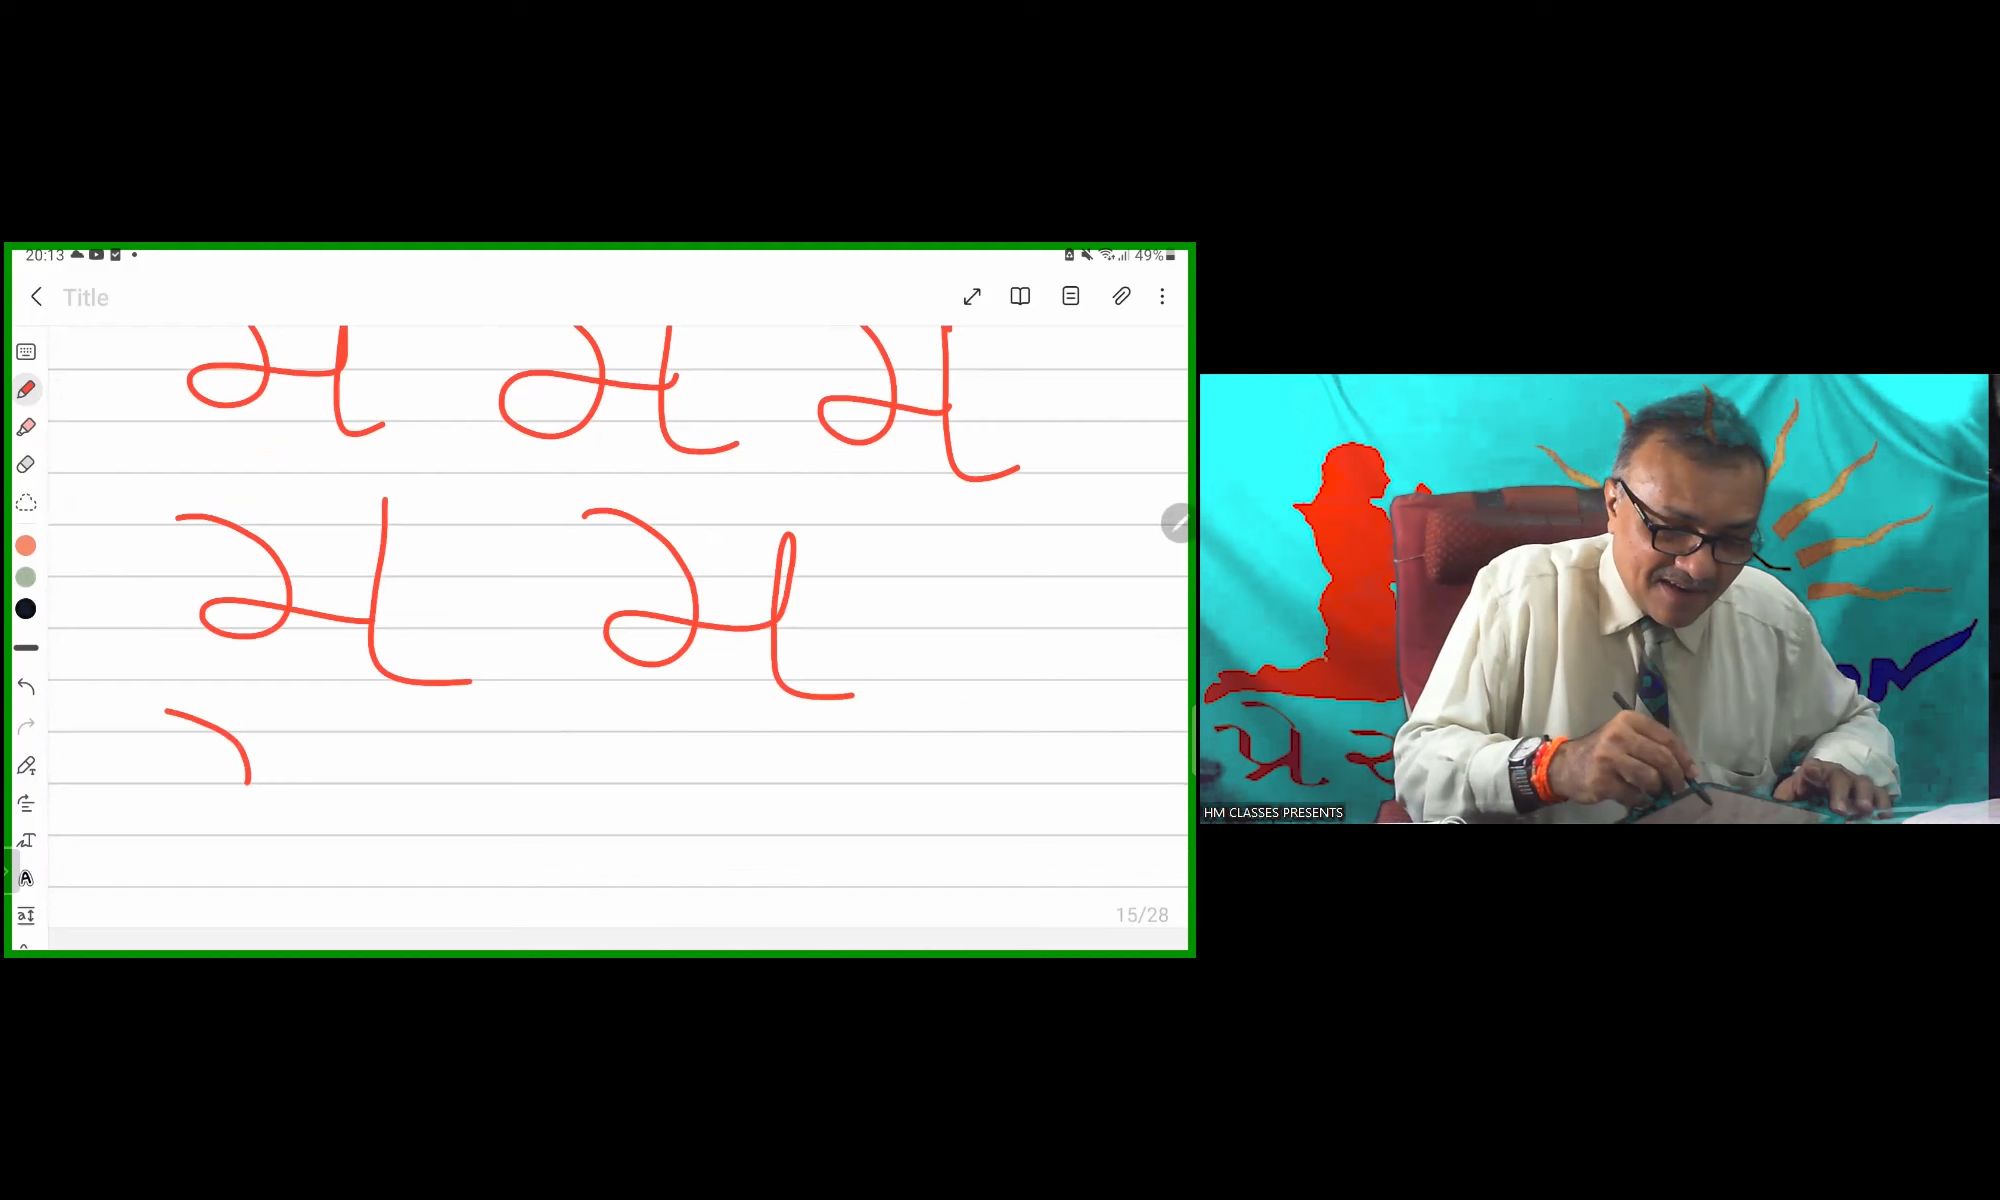 20:13 49%
Title
મ મ મ
મ મ
15/28
પ્રે
HM CLASSES PRESENTS